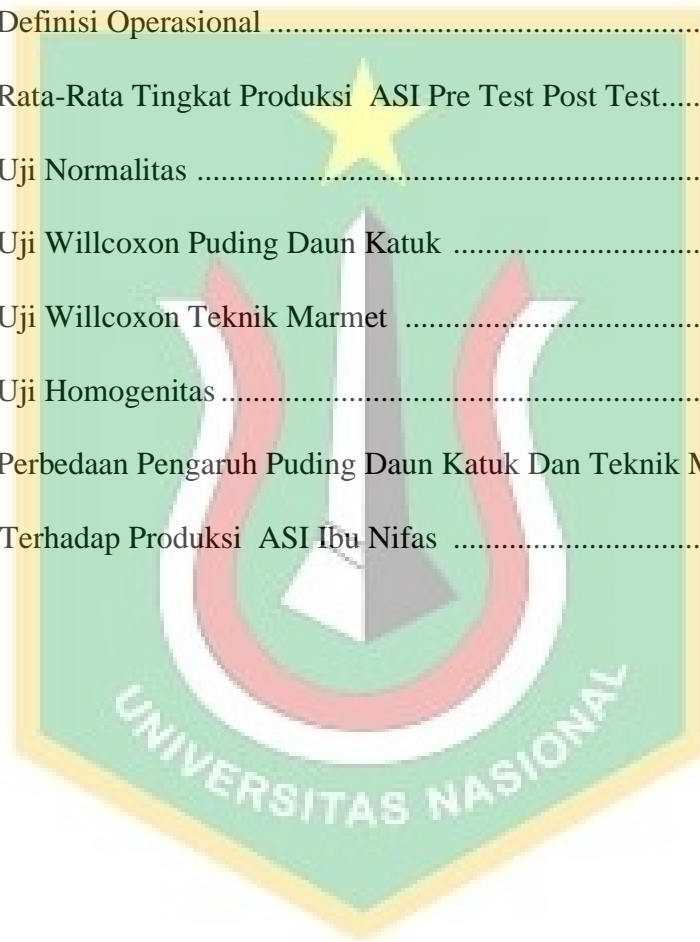 Definisi Operasional ............................................
Rata-Rata Tingkat Produksi ASI Pre Test Post Test.....
Uji Normalitas ....................................................
Uji Willcoxon Puding Daun Katuk ..............................
Uji Willcoxon Teknik Marmet ...................................
Uji Homogenitas ..................................................
Perbedaan Pengaruh Puding Daun Katuk Dan Teknik
Terhadap Produksi ASI Ibu Nifas ..............................
UNIVERSITAS NASIONAL